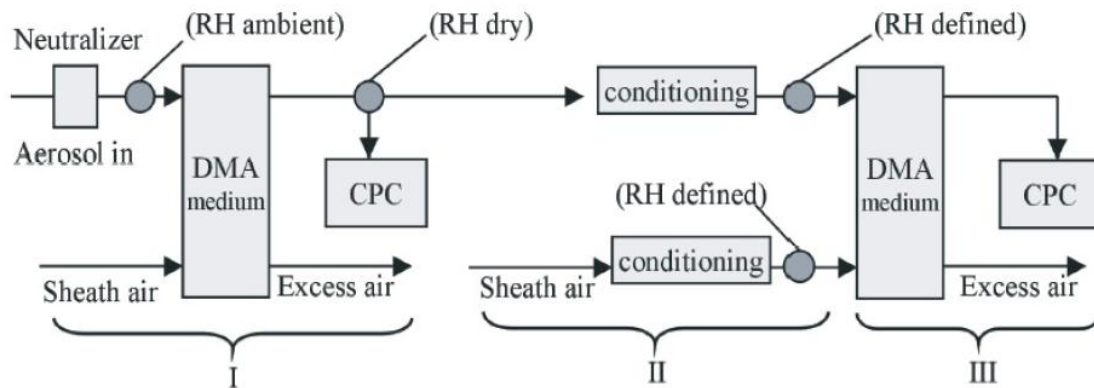 Neutralizer
(RH ambient)
(RH dry)
(RH defined)
Aerosol in
DMA
medium
CPC
conditioning
DMA
medium
CPC
(RH defined)
conditioning
Sheath air
Excess air
Sheath air
Excess air
I
II
III